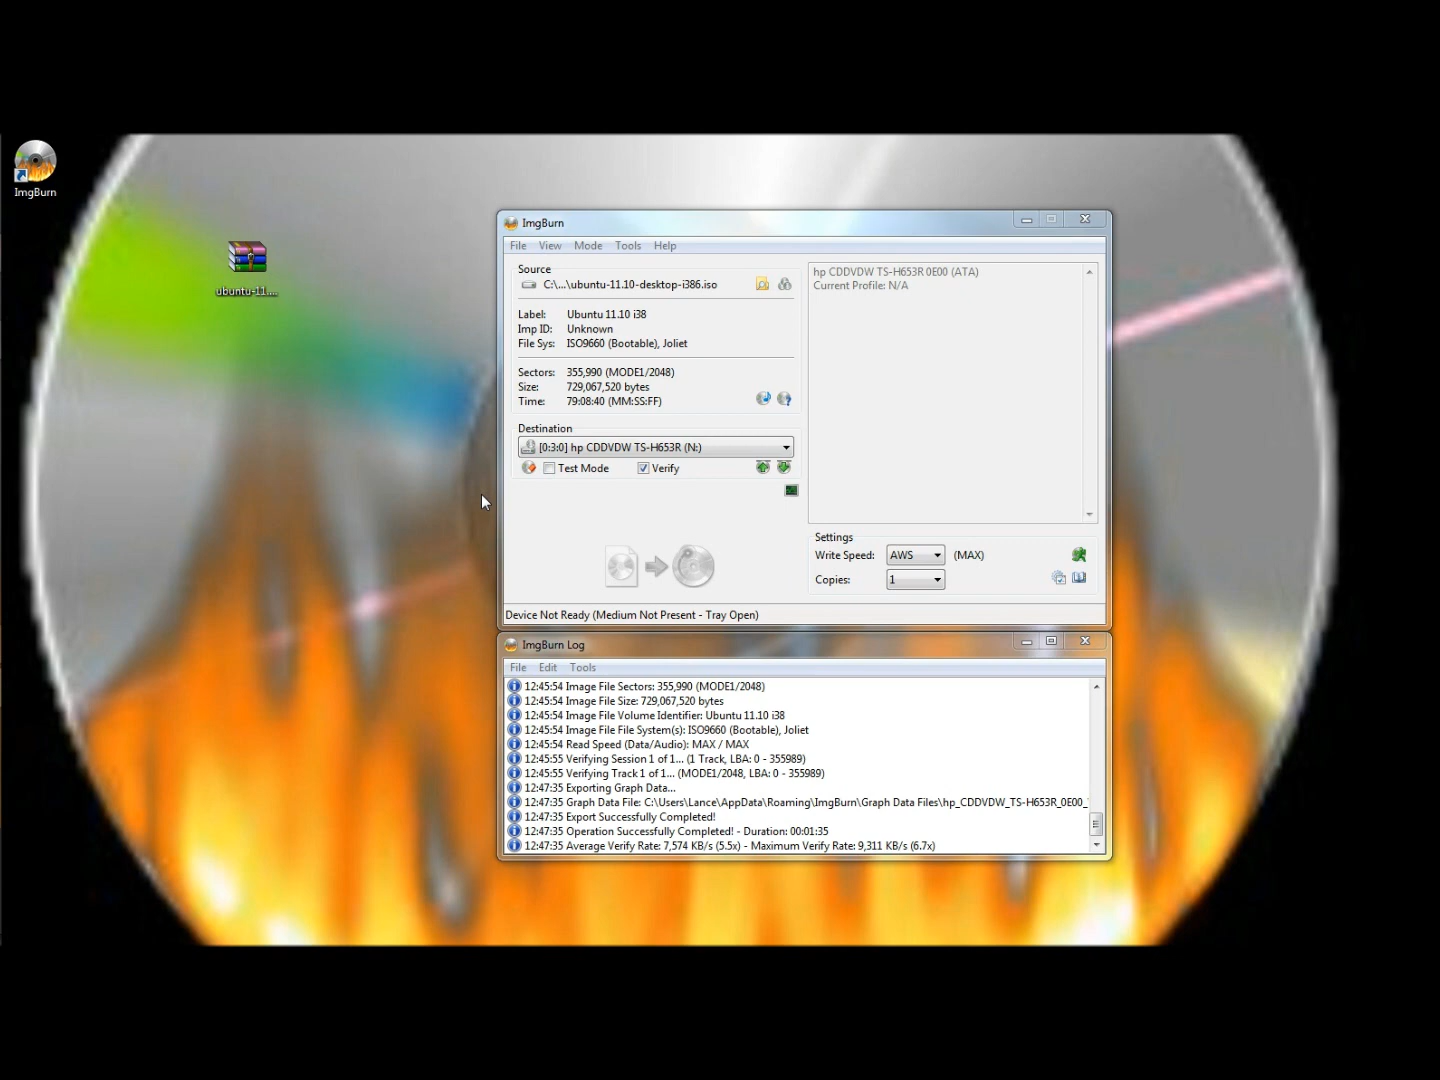 ImgBurn
ubuntu-11....
ImgBurn
File View Mode Tools Help
Source
C:\...\ubuntu-11.10-desktop-i386.iso
Label: Ubuntu 11.10 i38
Imp ID: Unknown
File Sys: ISO9660 (Bootable), Joliet
Sectors: 355,990 (MODE1/2048)
Size: 729,067,520 bytes
Time: 79:08:40 (MM:SS:FF)
Destination
[0:3:0] hp CDDVDW TS-H653R (N:)
Test Mode Verify
hp CDDVDW TS-H653R 0E00 (ATA)
Current Profile: N/A
Settings
Write Speed: AWS (MAX)
Copies: 1
Device Not Ready (Medium Not Present - Tray Open)
ImgBurn Log
File Edit Tools
12:45:54 Image File Sectors: 355,990 (MODE1/2048)
12:45:54 Image File Size: 729,067,520 bytes
12:45:54 Image File Volume Identifier: Ubuntu 11.10 i38
12:45:54 Image File File System(s): ISO9660 (Bootable), Joliet
12:45:54 Read Speed (Data/Audio): MAX / MAX
12:45:55 Verifying Session 1 of 1... (1 Track, LBA: 0 - 355989)
12:45:55 Verifying Track 1 of 1... (MODE1/2048, LBA: 0 - 355989)
12:47:35 Exporting Graph Data...
12:47:35 Graph Data File: C:\Users\Lance\AppData\Roaming\ImgBurn\Graph Data Files\hp_CDDVDW_TS-H653R_0E00_
12:47:35 Export Successfully Completed!
12:47:35 Operation Successfully Completed! - Duration: 00:01:35
12:47:35 Average Verify Rate: 7,574 KB/s (5.5x) - Maximum Verify Rate: 9,311 KB/s (6.7x)